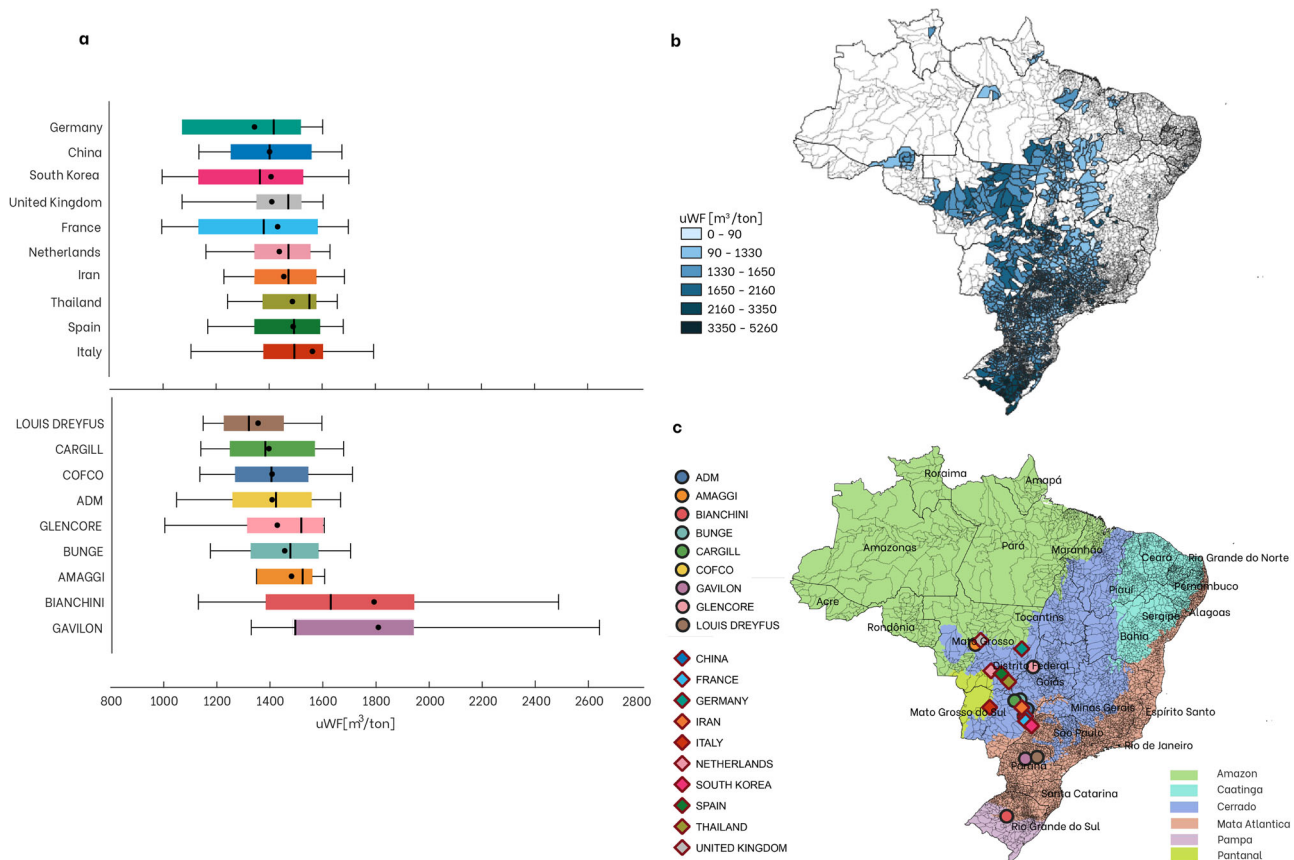 a
Germany
China
South Korea
United Kingdom
France
Netherlands
Iran
Thailand
Spain
Italy
LOUIS DREYFUS
CARGILL
COFCO
ADM
GLENCORE
BUNGE
AMAGGI
BIANCHINI
GAVILON
800 1000 1200 1400 1600 1800 2000 2200 2400 2600 2800
uWF[m³/ton]
b
uWF [m³/ton]
0 – 90
90 – 1330
1330 – 1650
1650 – 2160
2160 – 3350
3350 – 5260
c
ADM
AMAGGI
BIANCHINI
BUNGE
CARGILL
COFCO
GAVILON
GLENCORE
LOUIS DREYFUS
CHINA
FRANCE
GERMANY
IRAN
ITALY
NETHERLANDS
SOUTH KOREA
SPAIN
THAILAND
UNITED KINGDOM
Roraima
Amapá
Amazonas
Pará
Maranhão
Ceará
Rio Grande do Norte
Piauí
Pernambuco
Acre
Alagoas
Rondônia
Tocantins
Sergipe
Bahia
Mato Grosso
Distrito Federal
Goiás
Mato Grosso do Sul
Minas Gerais
Espírito Santo
São Paulo
Rio de Janeiro
Paraná
Santa Catarina
Rio Grande do Sul
Amazon
Caatinga
Cerrado
Mata Atlantica
Pampa
Pantanal